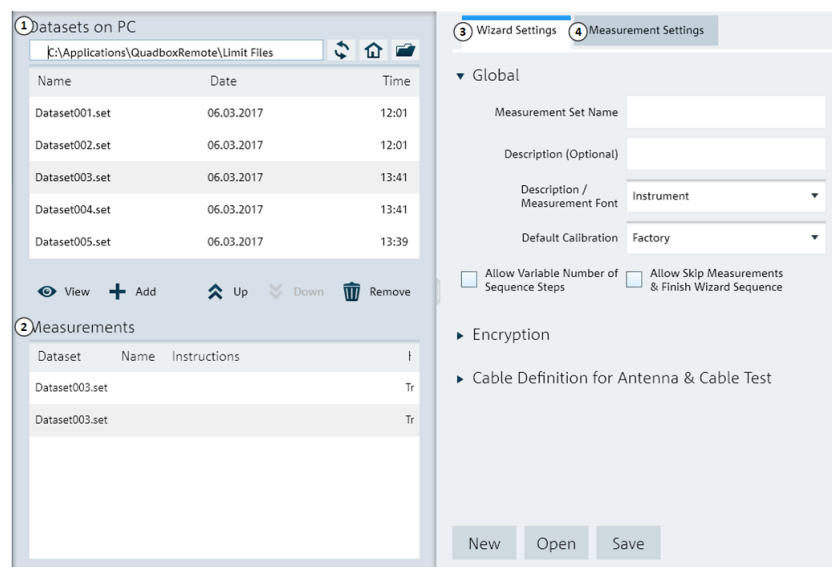 1 Datasets on PC
C:\Applications\QuadboxRemote\Limit Files
Name Date Time
Dataset001.set 06.03.2017 12:01
Dataset002.set 06.03.2017 12:01
Dataset003.set 06.03.2017 13:41
Dataset004.set 06.03.2017 13:41
Dataset005.set 06.03.2017 13:39
View Add Up Down Remove
2 Measurements
Dataset Name Instructions
Dataset003.set Tr
Dataset003.set Tr
3 Wizard Settings 4 Measurement Settings
Global
Measurement Set Name
Description (Optional)
Description /
Measurement Font Instrument
Default Calibration Factory
Allow Variable Number of
Sequence Steps
Allow Skip Measurements
& Finish Wizard Sequence
Encryption
Cable Definition for Antenna & Cable Test
New Open Save